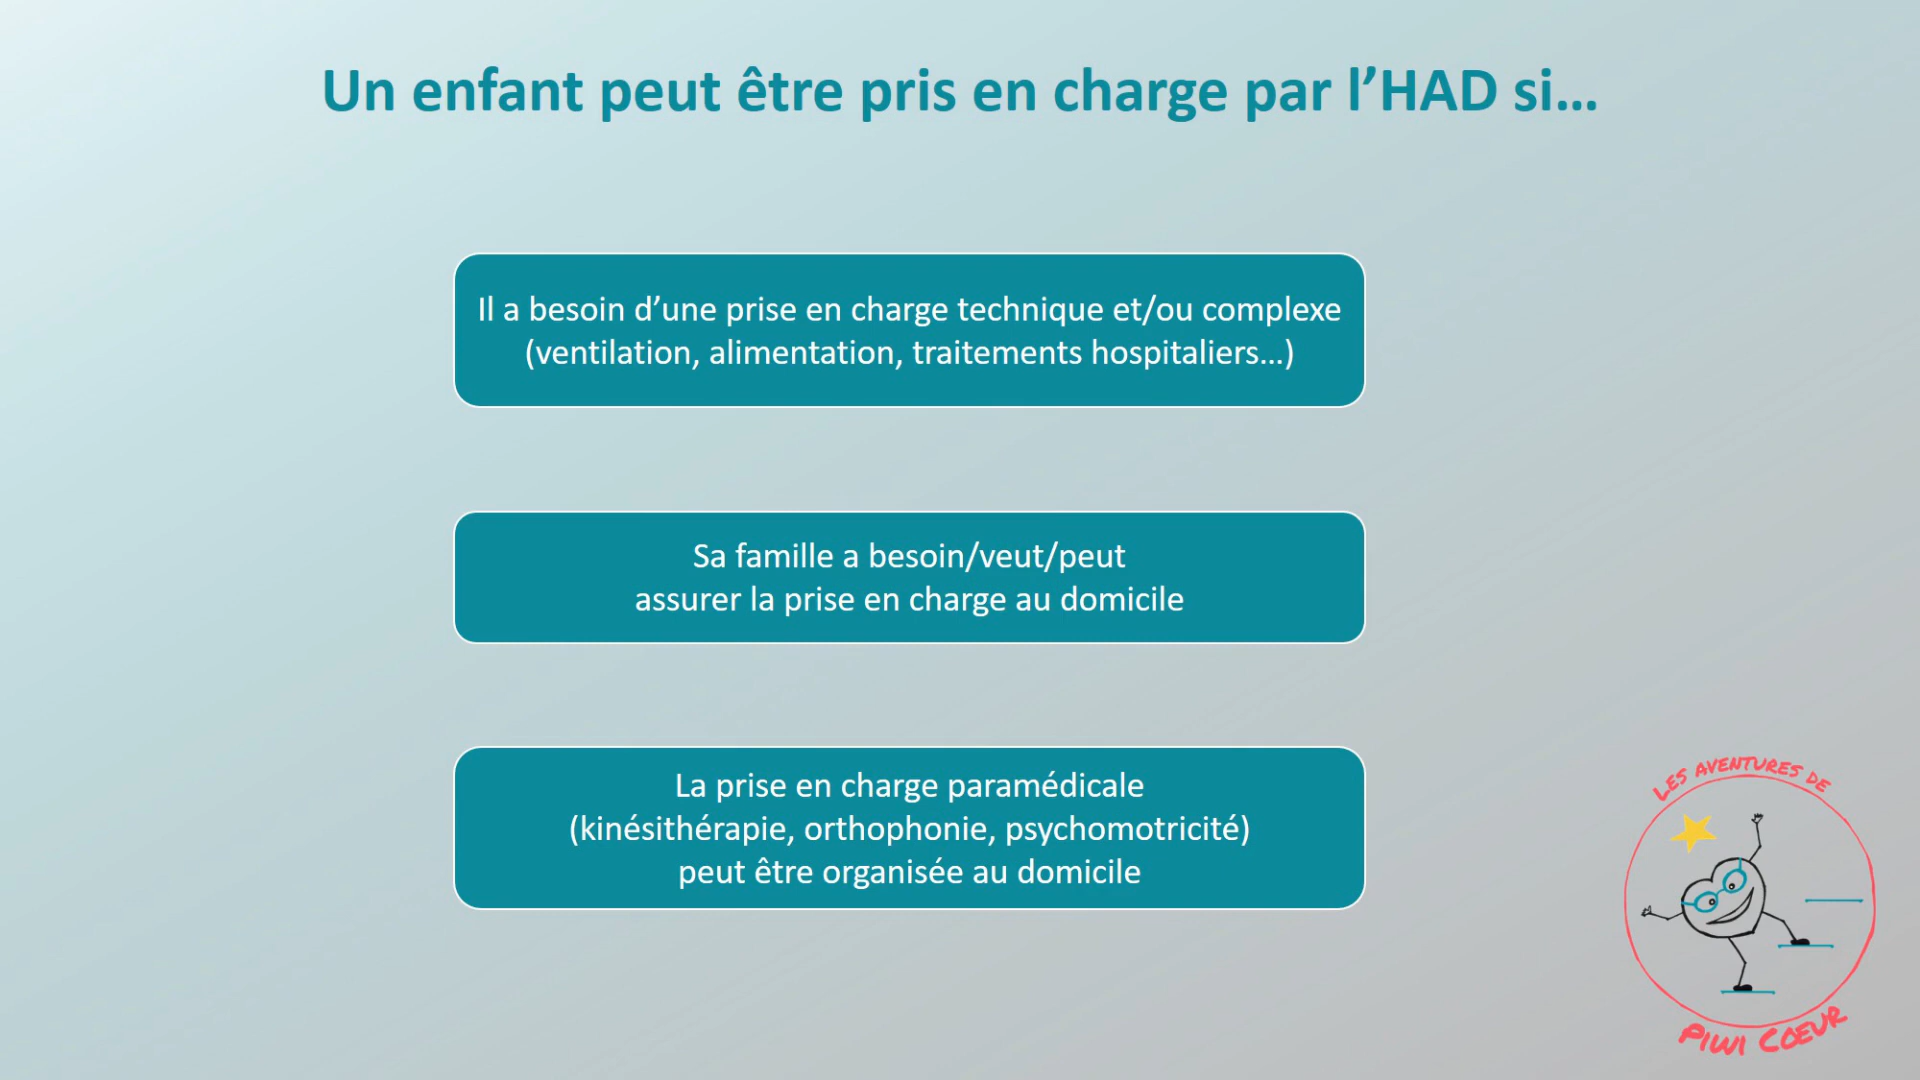 Un enfant peut être pris en charge par l’HAD si…
Il a besoin d’une prise en charge technique et/ou complexe
(ventilation, alimentation, traitements hospitaliers…)
Sa famille a besoin/veut/peut
assurer la prise en charge au domicile
La prise en charge paramédicale
(kinésithérapie, orthophonie, psychomotricité)
peut être organisée au domicile
LES AVENTURES DE
PIWI COEUR